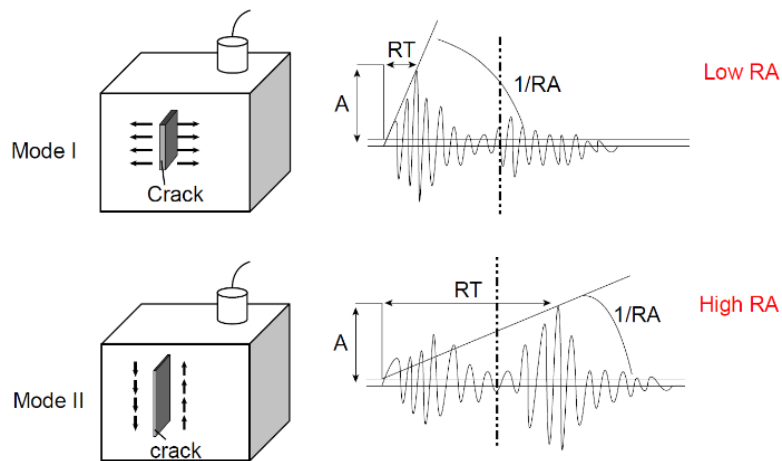 RT
Low RA
A
1/RA
Mode I
Crack
RT
High RA
1/RA
A
Mode II
crack